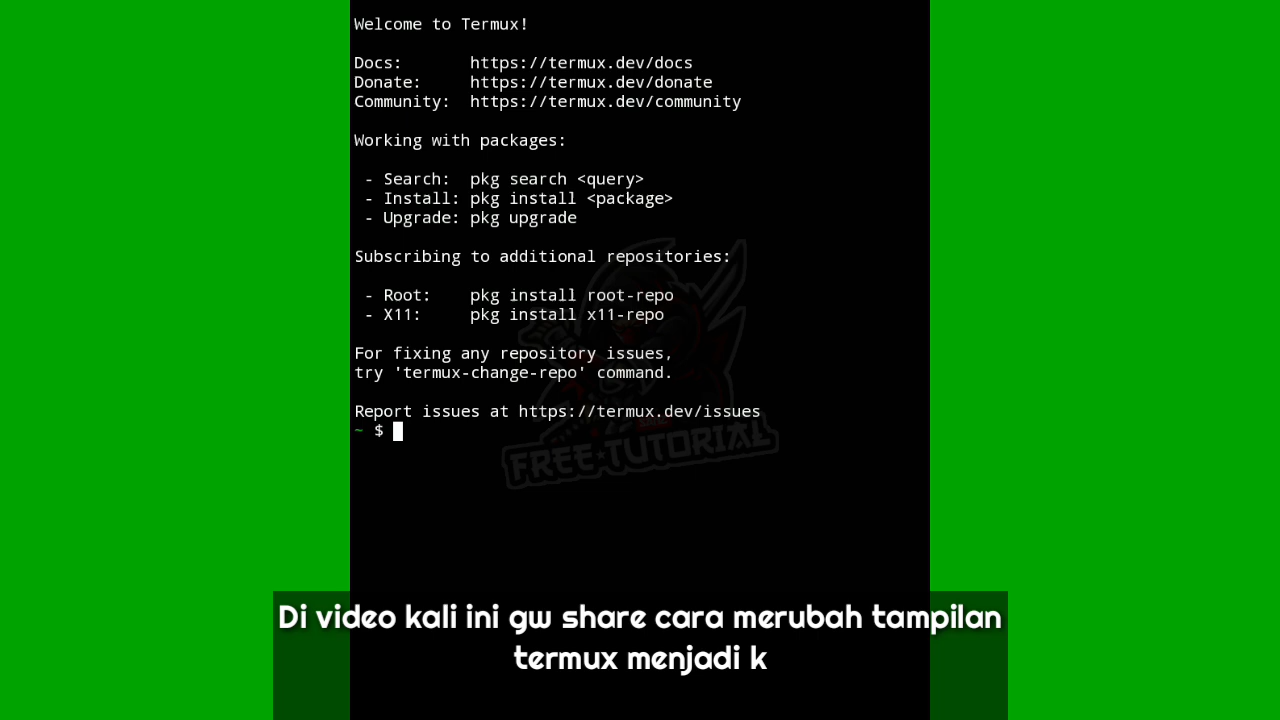 Welcome to Termux!
Docs:       https://termux.dev/docs
Donate:     https://termux.dev/donate
Community:  https://termux.dev/community
Working with packages:
 - Search:  pkg search <query>
 - Install: pkg install <package>
 - Upgrade: pkg upgrade
Subscribing to additional repositories:
 - Root:    pkg install root-repo
 - X11:     pkg install x11-repo
For fixing any repository issues,
try 'termux-change-repo' command.
Report issues at https://termux.dev/issues
~ $
FREE TUTORIAL
Di video kali ini gw share cara merubah tampilan
termux menjadi k